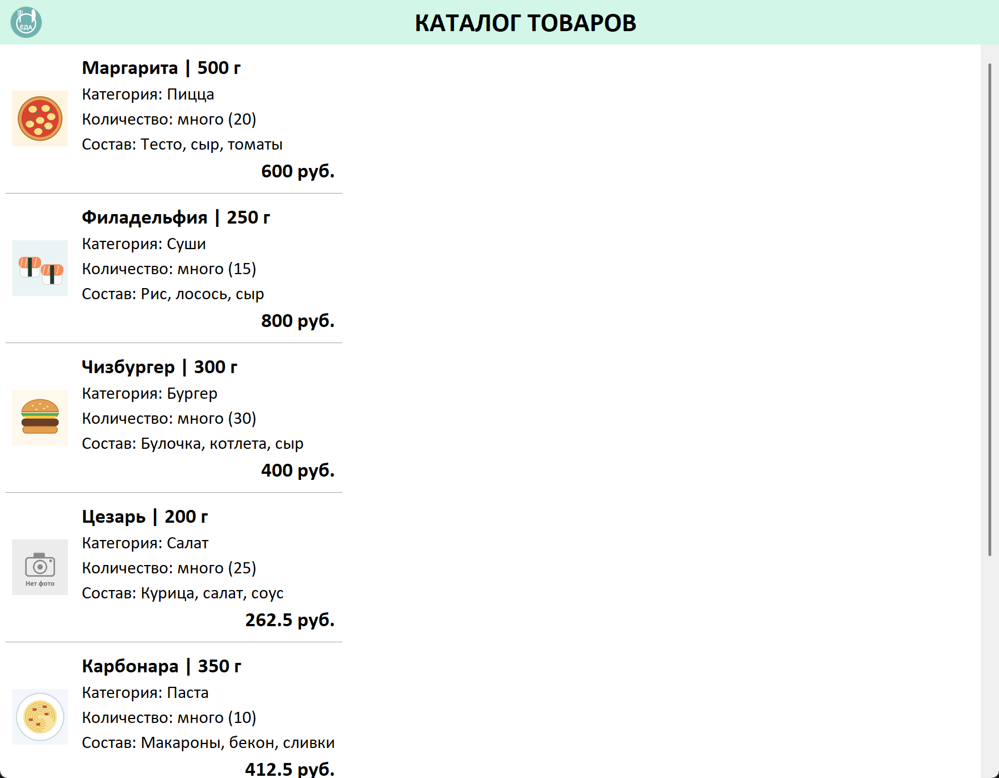 ЕДА
КАТАЛОГ ТОВАРОВ
Маргарита | 500 г
Категория: Пицца
Количество: много (20)
Состав: Тесто, сыр, томаты
600 руб.
Филадельфия | 250 г
Категория: Суши
Количество: много (15)
Состав: Рис, лосось, сыр
800 руб.
Чизбургер | 300 г
Категория: Бургер
Количество: много (30)
Состав: Булочка, котлета, сыр
400 руб.
Цезарь | 200 г
Категория: Салат
Количество: много (25)
Нет фото
Состав: Курица, салат, соус
262.5 руб.
Карбонара | 350 г
Категория: Паста
Количество: много (10)
Состав: Макароны, бекон, сливки
412.5 руб.